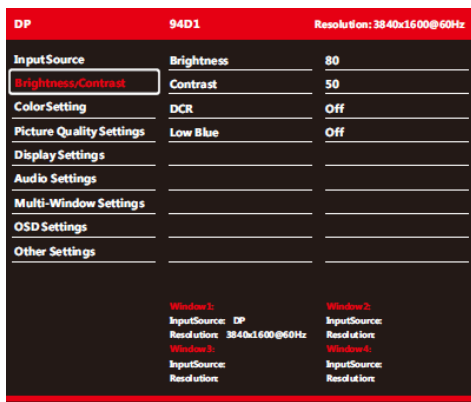 DP 94D1 Resolution: 3840x1600@60Hz
InputSource Brightness 80
Brightness/Contrast Contrast 50
ColorSetting DCR Off
Picture Quality Settings Low Blue Off
Display Settings
Audio Settings
Multi-Window Settings
OSD Settings
Other Settings
Window1: Window2:
InputSource: DP InputSource:
Resolution: 3840x1600@60Hz Resolution:
Window3: Window4:
InputSource: InputSource:
Resolution: Resolution: